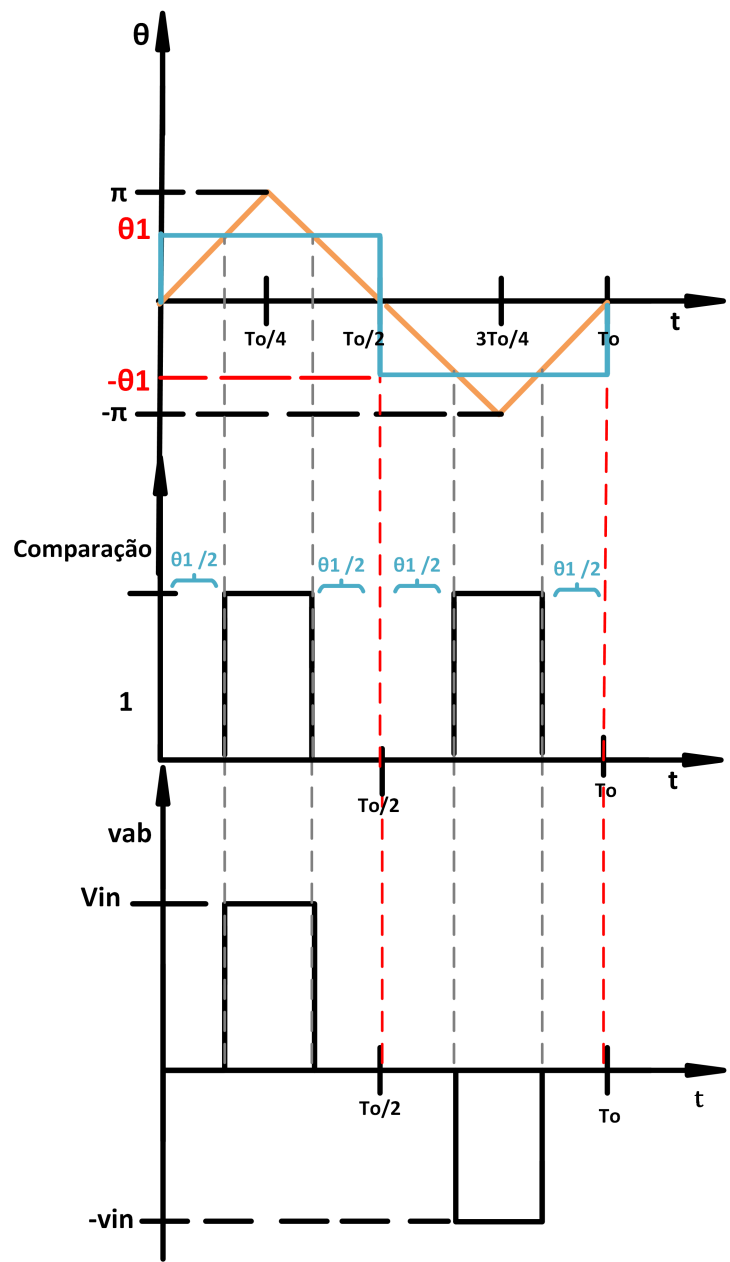 θ
π
θ1
t
To/4 To/2 3To/4 To
-θ1
-π
Comparação
θ1 /2 θ1 /2 θ1 /2 θ1 /2
1
t
To/2 To
vab
Vin
t
To/2 To
-vin